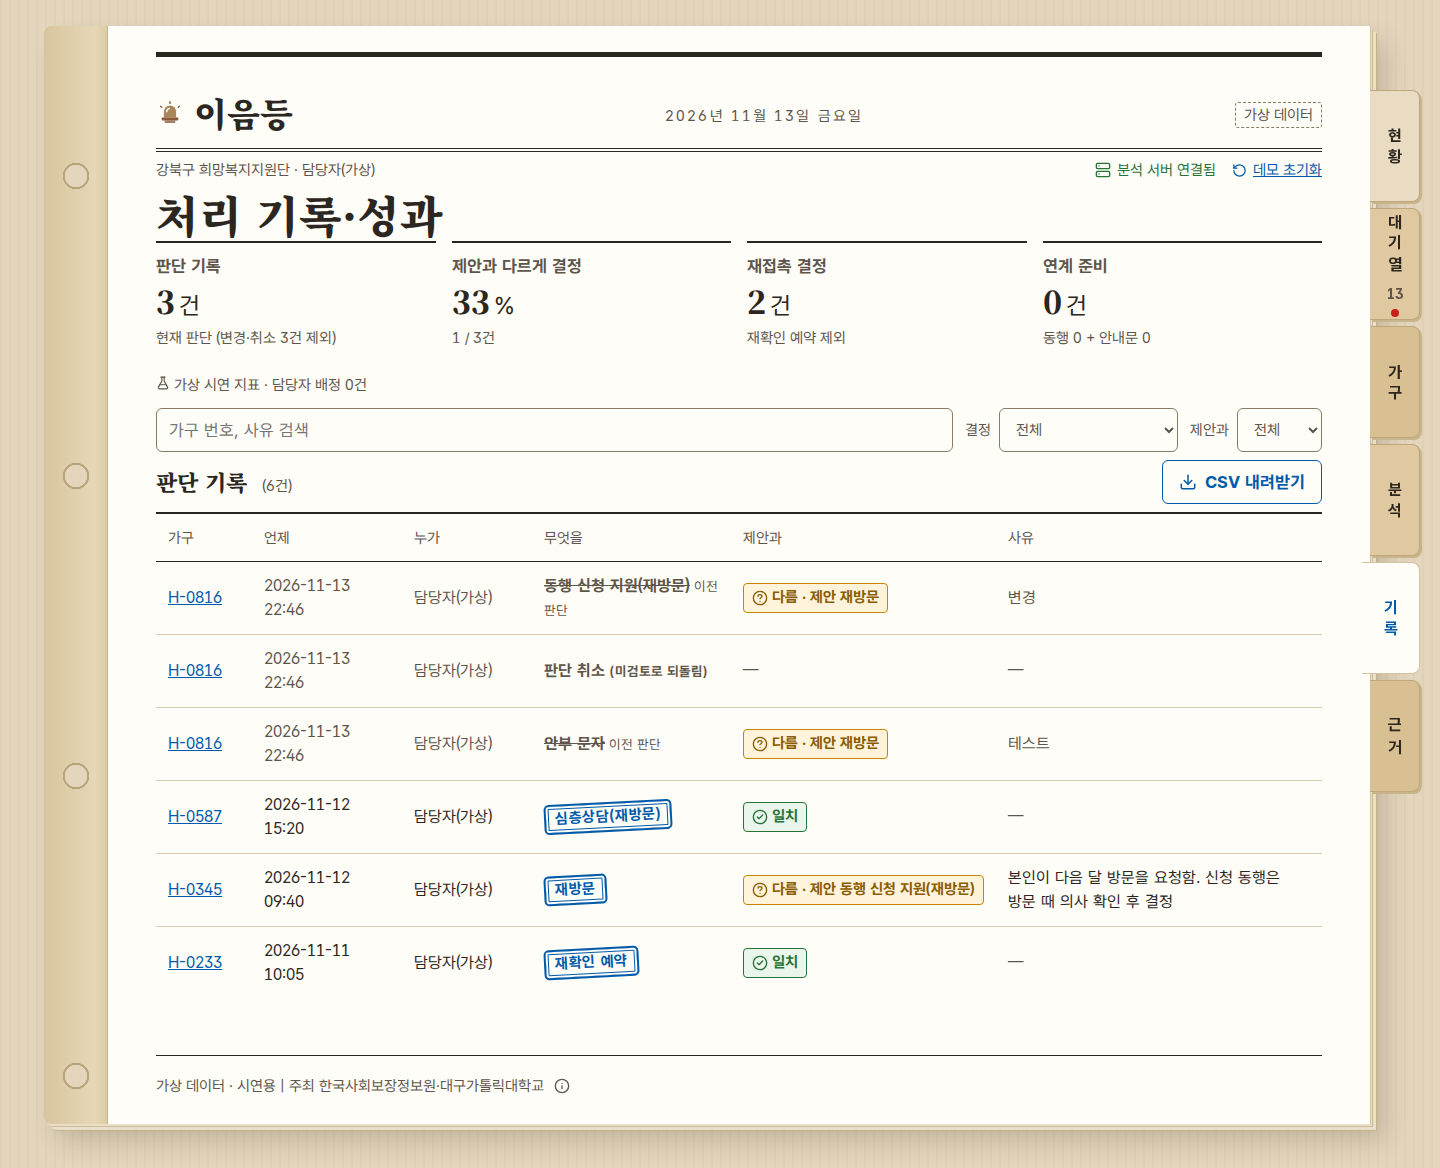 이음등
2026년 11월 13일 금요일
가상 데이터
강북구 희망복지지원단 · 담당자(가상)
분석 서버 연결됨
데모 초기화
처리 기록·성과
판단 기록
3 건
현재 판단 (변경·취소 3건 제외)
제안과 다르게 결정
33 %
1 / 3건
재접촉 결정
2 건
재확인 예약 제외
연계 준비
0 건
동행 0 + 안내문 0
가상 시연 지표 · 담당자 배정 0건
가구 번호, 사유 검색
결정 전체
제안과 전체
판단 기록 (6건)
CSV 내려받기
가구 언제 누가 무엇을 제안과 사유
H-0816 2026-11-13 22:46 담당자(가상) 동행 신청 지원(재방문) 이전 판단 다름 · 제안 재방문 변경
H-0816 2026-11-13 22:46 담당자(가상) 판단 취소 (미검토로 되돌림) — —
H-0816 2026-11-13 22:46 담당자(가상) 안부 문자 이전 판단 다름 · 제안 재방문 테스트
H-0587 2026-11-12 15:20 담당자(가상) 심층상담(재방문) 일치 —
H-0345 2026-11-12 09:40 담당자(가상) 재방문 다름 · 제안 동행 신청 지원(재방문) 본인이 다음 달 방문을 요청함. 신청 동행은 방문 때 의사 확인 후 결정
H-0233 2026-11-11 10:05 담당자(가상) 재확인 예약 일치 —
가상 데이터 · 시연용 | 주최 한국사회보장정보원·대구가톨릭대학교
현황
대기열
13
가구
분석
기록
근거